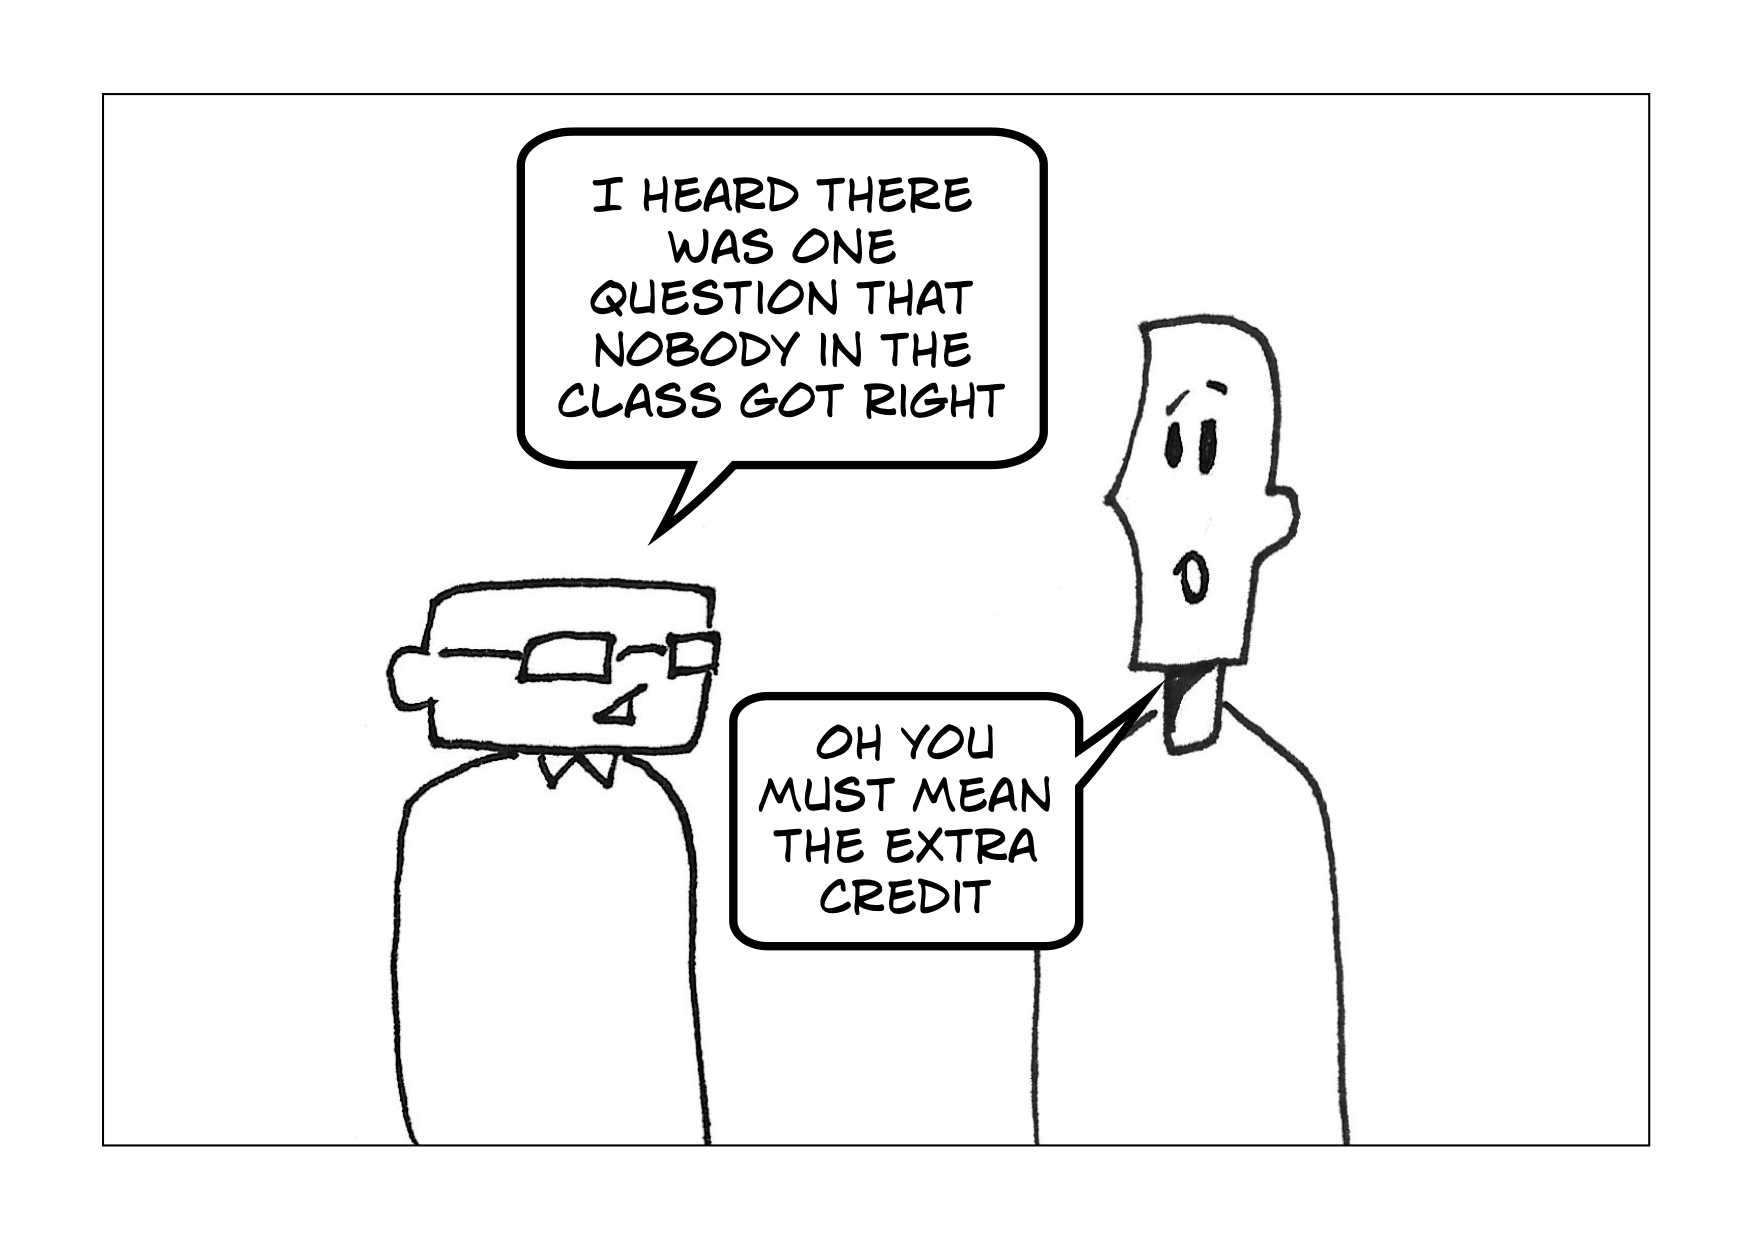 I HEARD THERE
WAS ONE
QUESTION THAT
NOBODY IN THE
CLASS GOT RIGHT
OH YOU
MUST MEAN
THE EXTRA
CREDIT